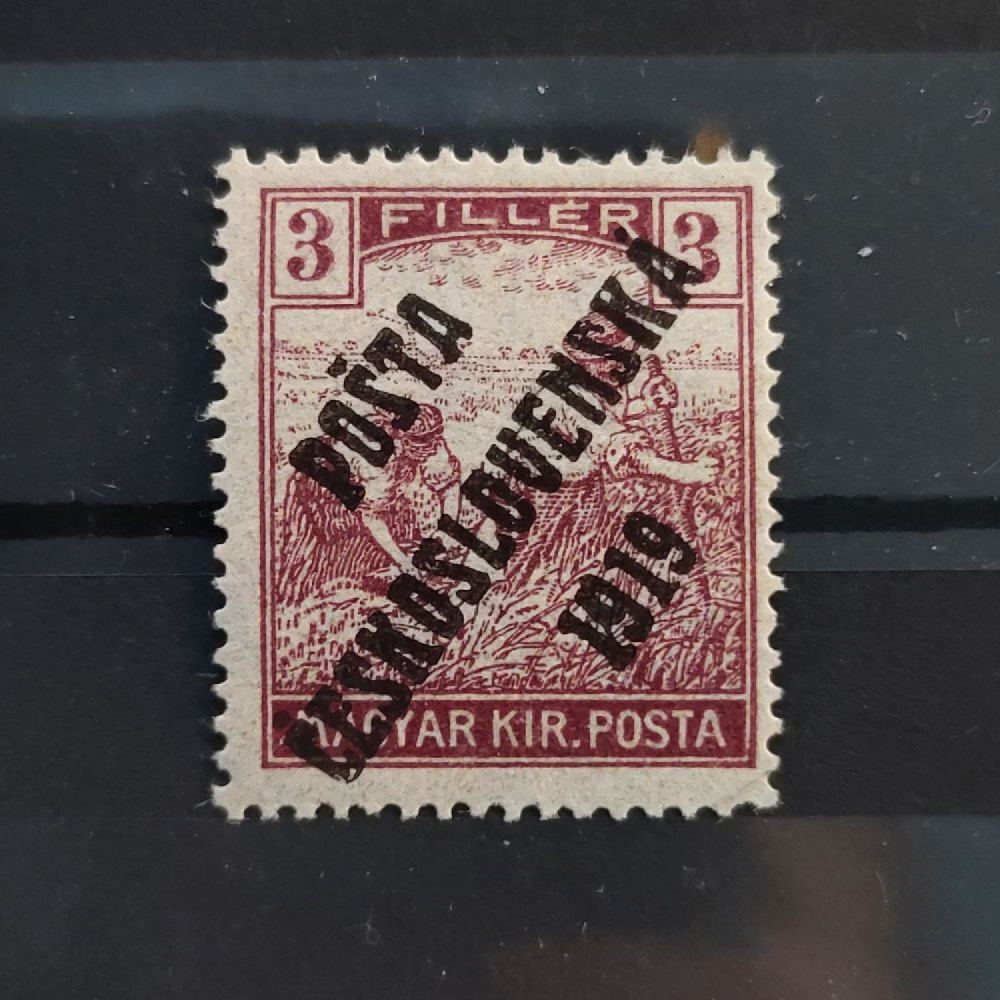 3 FILLÉR 3
POŠTA
ČESKOSLOVENSKÁ
1919
MAGYAR KIR. POSTA